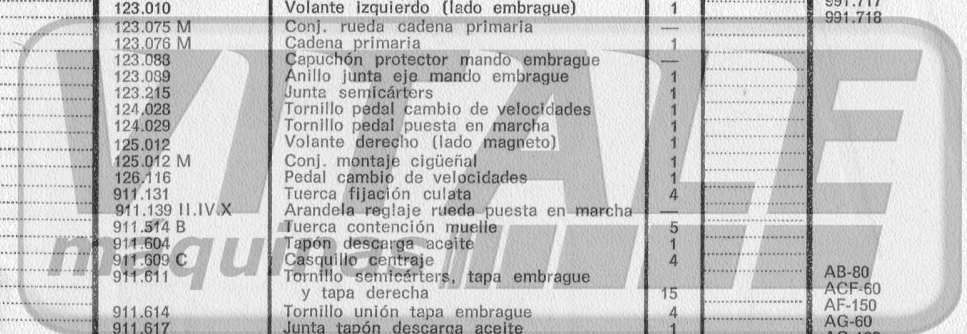 123.010 Volante izquierdo (lado embrague) 1
123.075 M Conj. rueda cadena primaria —
123.076 M Cadena primaria 1
123.088 Capuchón protector mando embrague —
123.089 Anillo junta eje mando embrague 1
123.215 Junta semicárters 1
124.028 Tornillo pedal cambio de velocidades 1
124.029 Tornillo pedal puesta en marcha 1
125.012 Volante derecho (lado magneto) 1
125.012 M Conj. montaje cigüeñal 1
126.116 Pedal cambio de velocidades 1
911.131 Tuerca fijación culata 4
911.139 II.IV.X Arandela reglaje rueda puesta en marcha —
911.514 B Tuerca contención muelle 5
911.604 Tapón descarga aceite 1
911.609 C Casquillo centraje 4
911.611 Tornillo semicárters, tapa embrague
y tapa derecha 15
911.614 Tornillo unión tapa embrague 4
911.617 Junta tapón descarga aceite 1
991.717
991.718
AB-80
ACF-60
AF-150
AG-60
VITALE
máquines